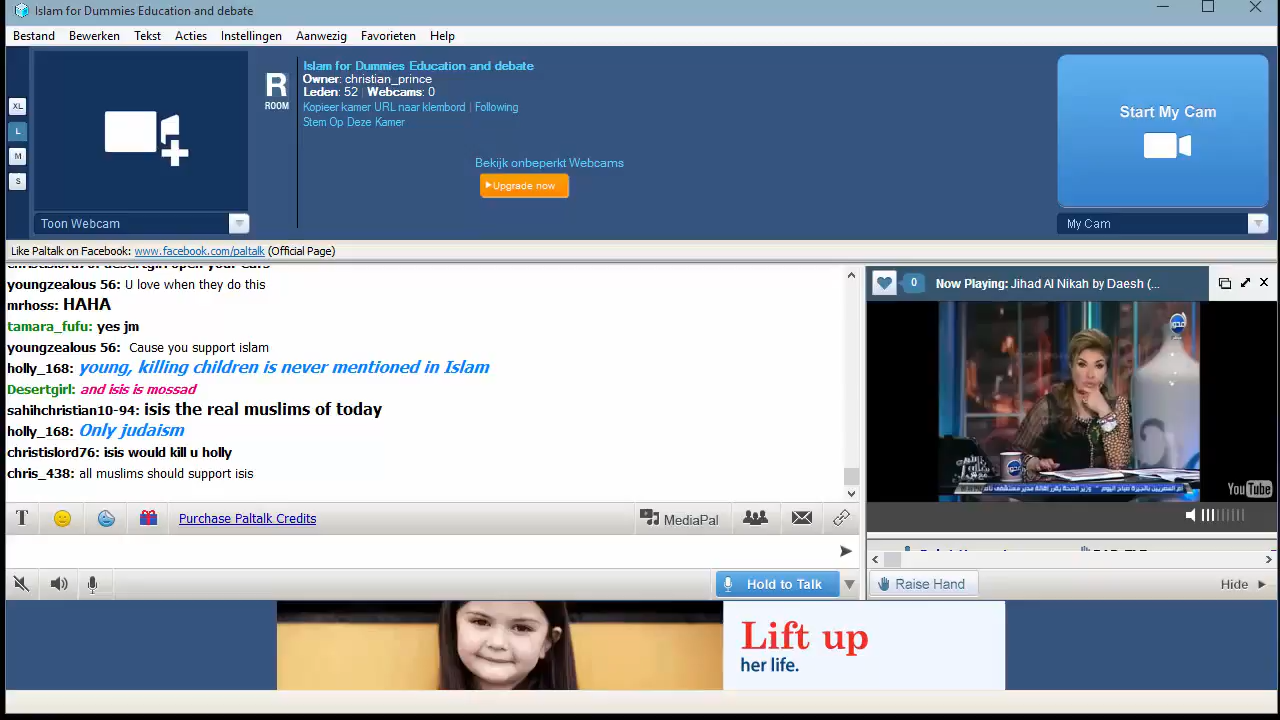 Islam for Dummies Education and debate
Bestand Bewerken Tekst Acties Instellingen Aanwezig Favorieten Help
XL
L
M
S
Toon Webcam
R
ROOM
Islam for Dummies Education and debate
Owner: christian_prince
Leden: 52 | Webcams: 0
Kopieer kamer URL naar klembord | Following
Stem Op Deze Kamer
Bekijk onbeperkt Webcams
Upgrade now
Start My Cam
My Cam
Like Paltalk on Facebook: www.facebook.com/paltalk (Official Page)
youngzealous 56: U love when they do this
mrhoss: HAHA
tamara_fufu: yes jm
youngzealous 56: Cause you support islam
holly_168: young, killing children is never mentioned in Islam
Desertgirl: and isis is mossad
sahihchristian10-94: isis the real muslims of today
holly_168: Only judaism
christislord76: isis would kill u holly
chris_438: all muslims should support isis
T Purchase Paltalk Credits MediaPal
Hold to Talk
0 Now Playing: Jihad Al Nikah by Daesh (...
YouTube
Raise Hand Hide
Lift up
her life.